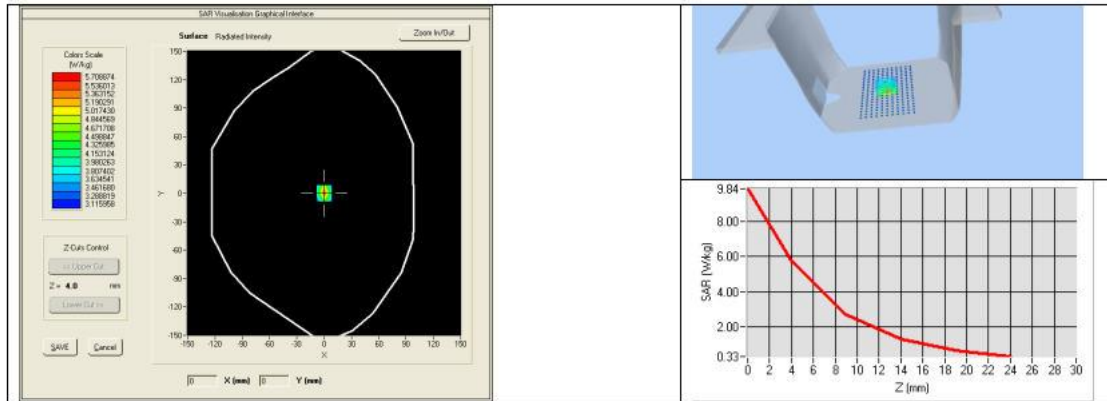 SAR Visualisation Graphical Interface
Surface Radiated Intensity
Zoom In/Out
Colors Scale
(W/kg)
5.708874
5.536013
5.363152
5.190291
5.017430
4.844569
4.671708
4.498847
4.325985
4.153124
3.980263
3.807402
3.634541
3.461680
3.288819
3.115958
Z-Cuts Control
<< Upper Cut
Z = 4.0 mm
Lower Cut >>
SAVE Cancel
150
120
90
60
30
0
-30
-60
-90
-120
-150
Y
-150 -120 -90 -60 -30 0 30 60 90 120 150
X
0 X (mm) 0 Y (mm)
9.84
8.00
6.00
4.00
2.00
0.33
SAR (W/kg)
0 2 4 6 8 10 12 14 16 18 20 22 24 26 28 30
Z (mm)